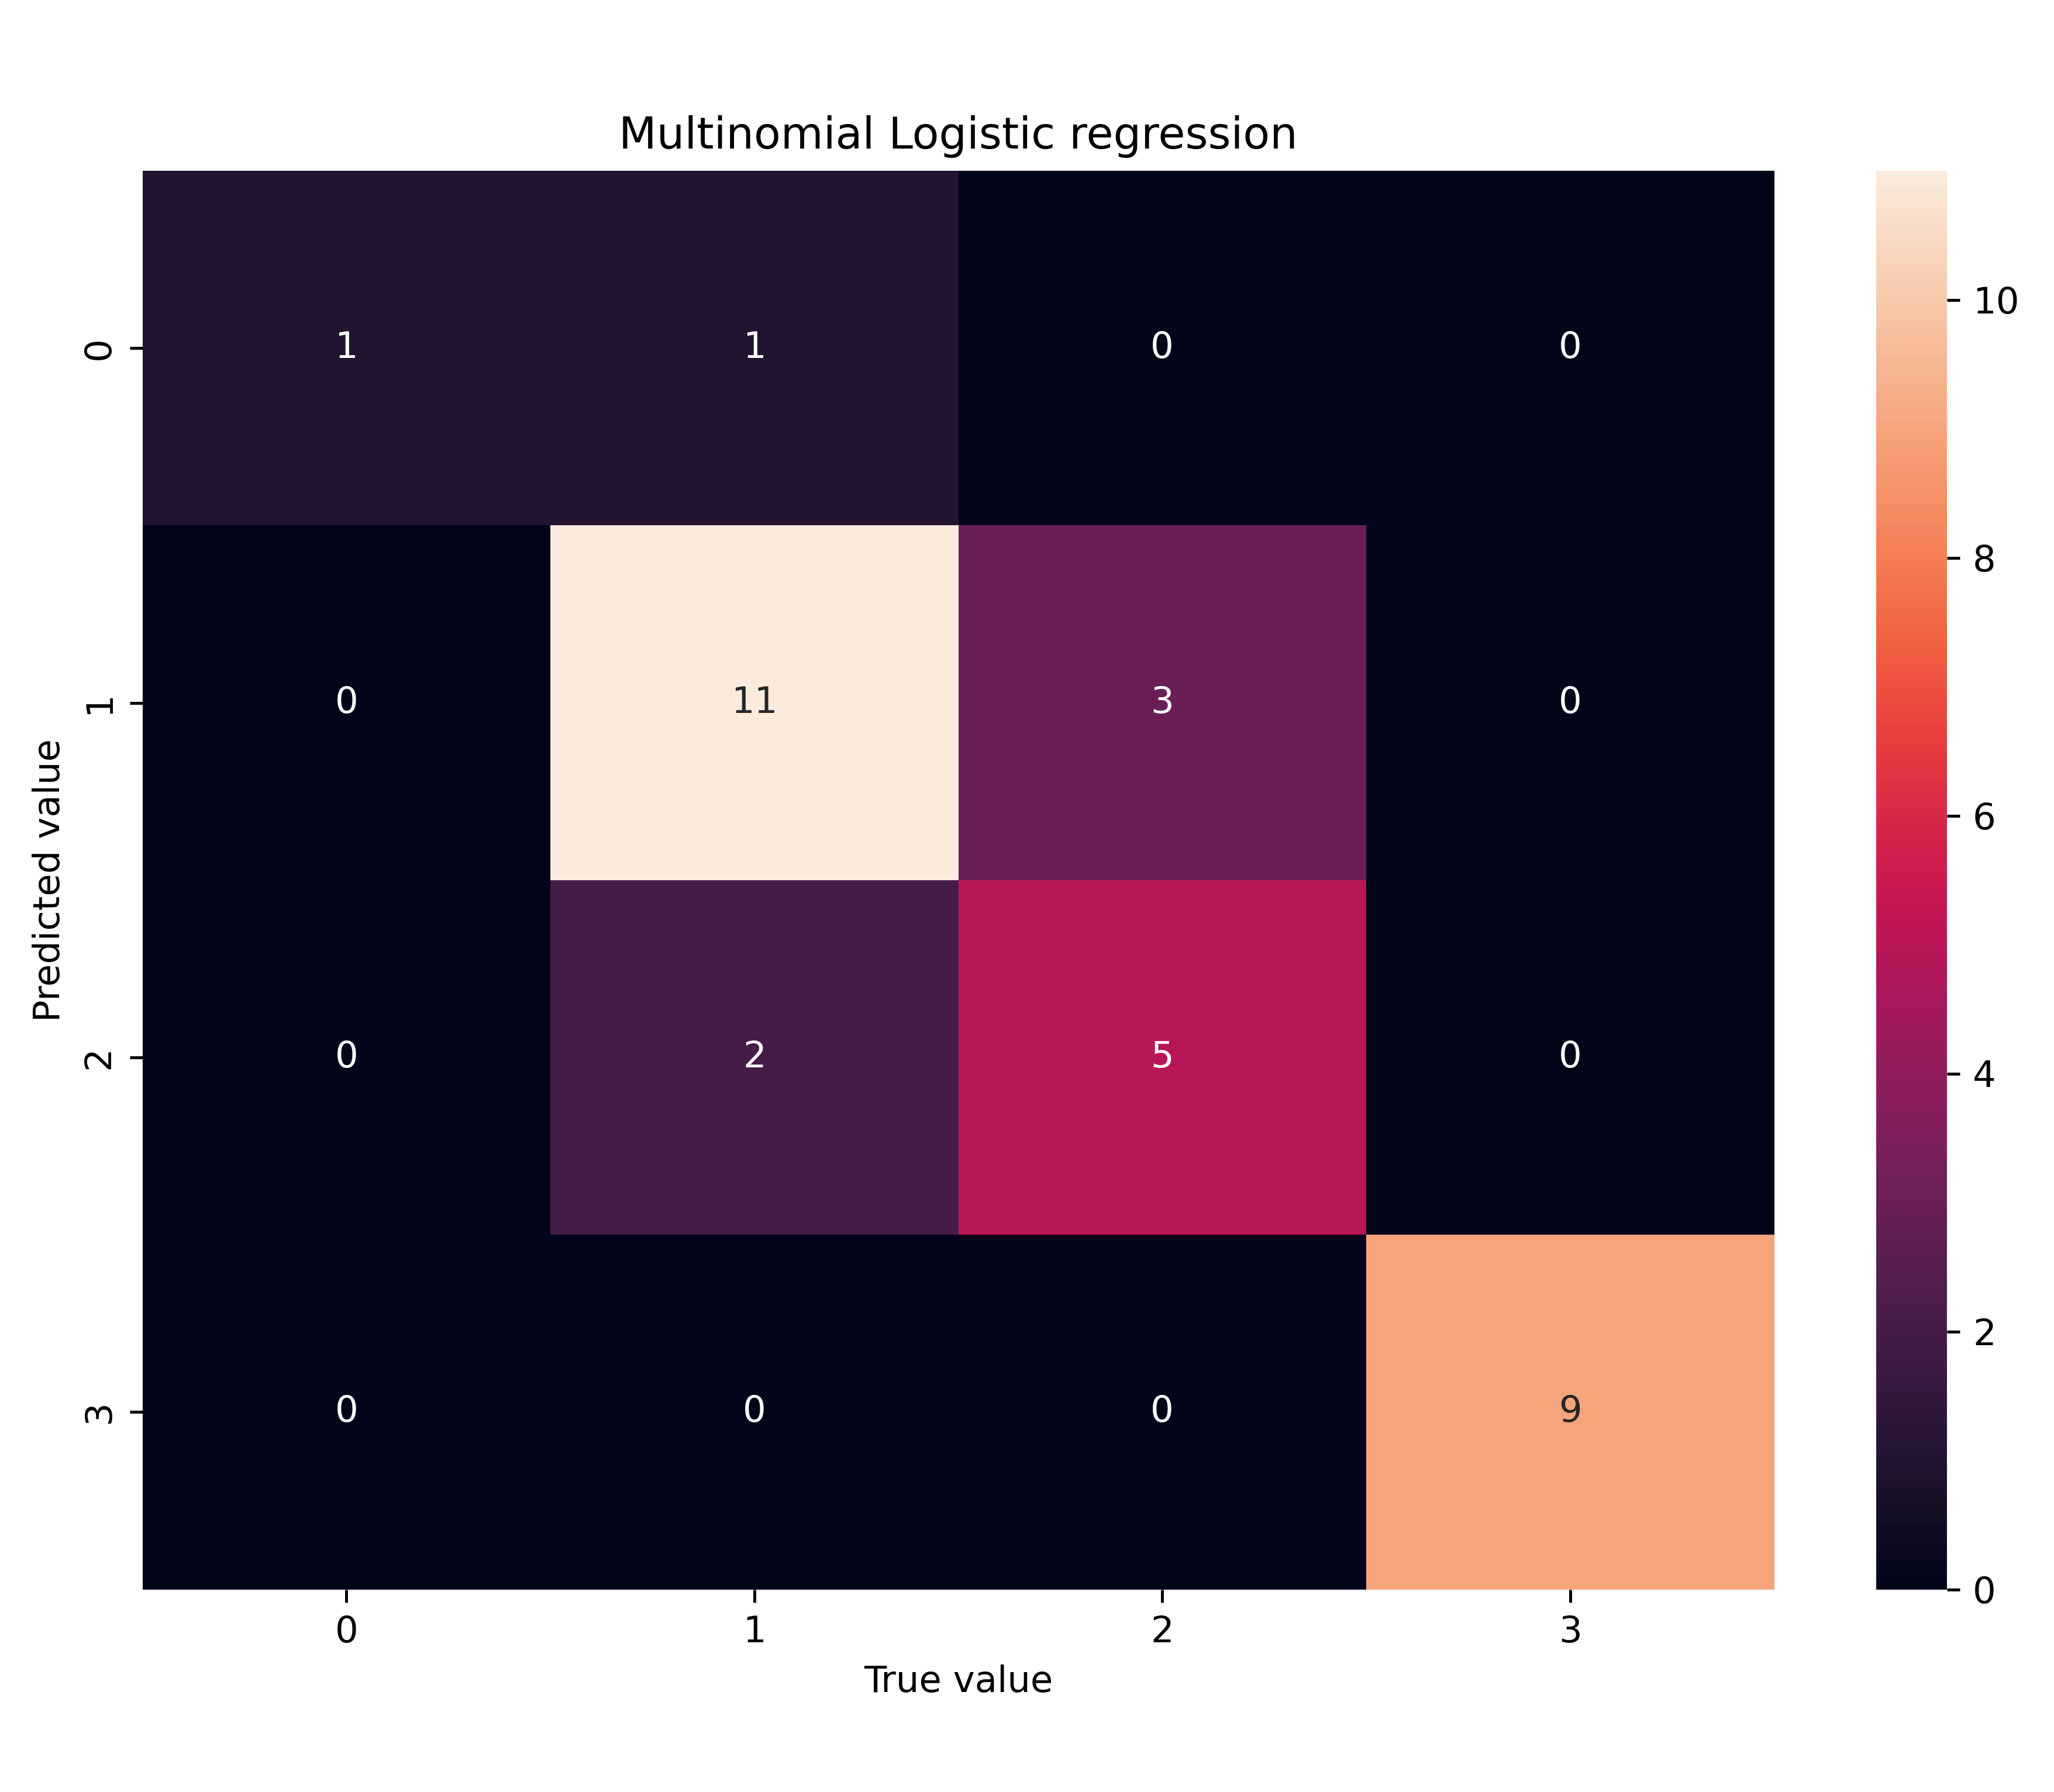 Multinomial Logistic regression
Predicted value
0 1 1 0 0
1 0 11 3 0
2 0 2 5 0
3 0 0 0 9
0 1 2 3
True value
10
8
6
4
2
0